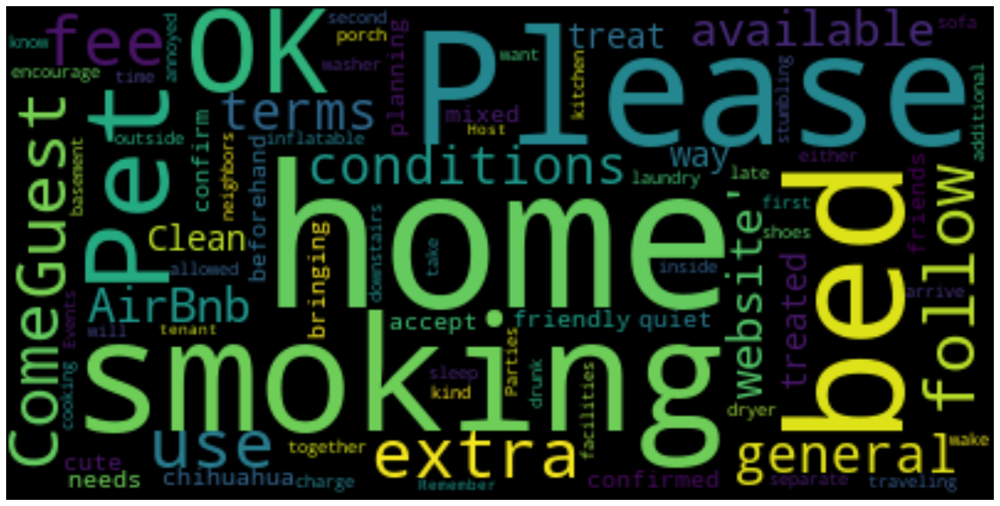 know
fee
annoyed
OK
second
porch
washer
planning
Please
want
treat
kitchen
available
sofa
stumbling
additional
encourage
time
Pet
terms
mixed
Host
either
ComeGuest
basement
outside
confirm
neighbors
inflatable
beforehand
conditions
way
laundry
late
website'
first
shoes
friends
follow
Clean
allowed
bringing
downstairs
home
take
inside
bed
arrive
AirBnb
will
Events
tenant
accept
friendly
quiet
treated
smoking
cooking
sleep
kind
Parties
drunk
facilities
dryer
use
together
extra
general
wake
cute
needs
chihuahua
charge
Remember
confirmed
separate
traveling